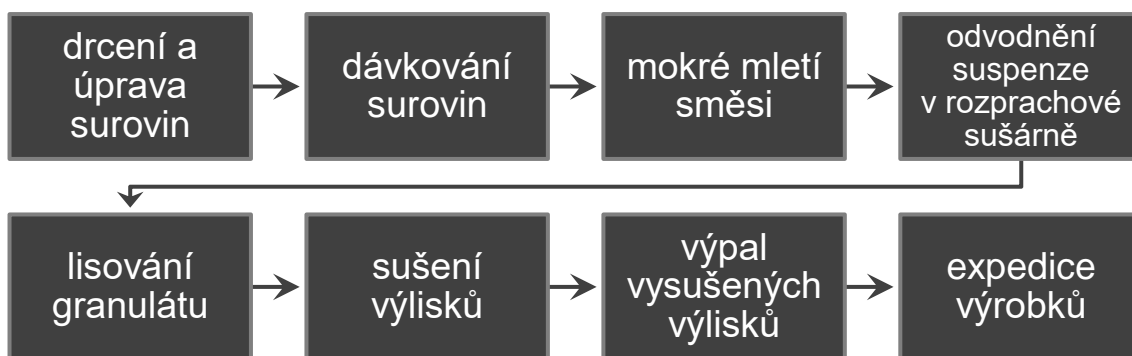 drcení a
úprava
surovin
dávkování
surovin
mokré mletí
směsi
odvodnění
suspenze
v rozprachové
sušárně
lisování
granulátu
sušení
výlisků
výpal
vysušených
výlisků
expedice
výrobků